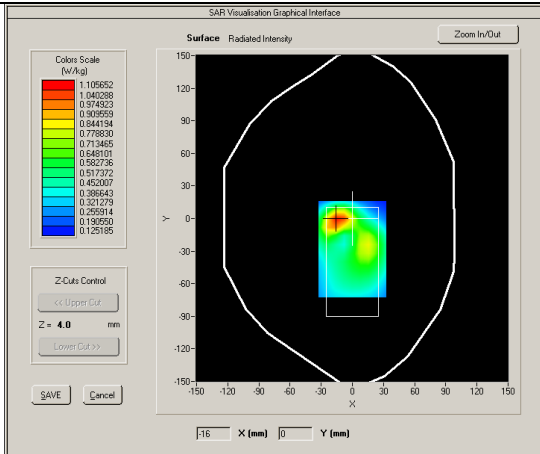 SAR Visualisation Graphical Interface
Surface Radiated Intensity
Zoom In/Out
Colors Scale
(W/kg)
1.105652
1.040288
0.974923
0.909559
0.844194
0.778830
0.713465
0.648101
0.582736
0.517372
0.452007
0.386643
0.321279
0.255914
0.190550
0.125185
Z-Cuts Control
<< Upper Cut
Z = 4.0 mm
Lower Cut >>
SAVE Cancel
150-
120-
90-
60-
30-
0-
-30-
-60-
-90-
-120-
-150-
Y
-150 -120 -90 -60 -30 0 30 60 90 120 150
X
-16 X (mm) 0 Y (mm)